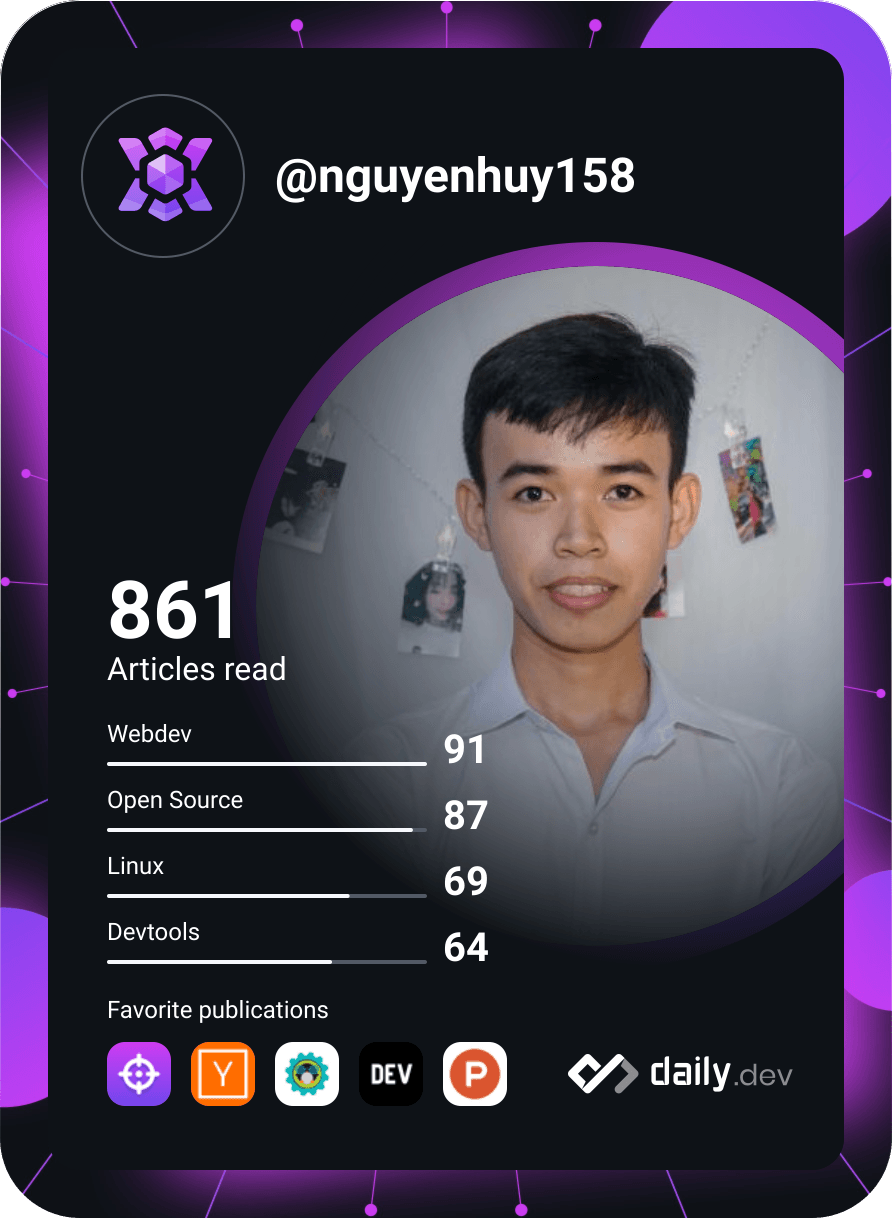 @nguyenhuy158
861
Articles read
Webdev
91
Open Source
87
Linux
69
Devtools
64
Favorite publications
Y
DEV
P
daily.dev